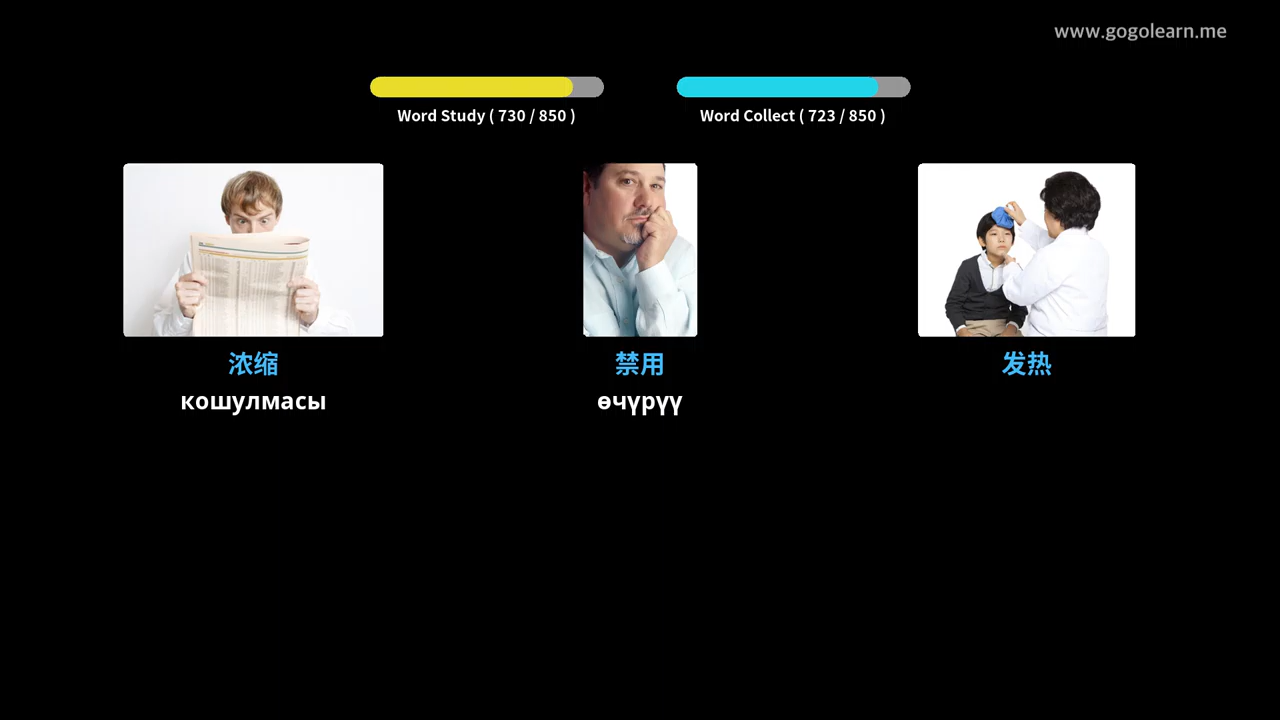 www.gogolearn.me
Word Study ( 730 / 850 )
Word Collect ( 723 / 850 )
浓缩
禁用
发热
кошулмасы
өчүрүү